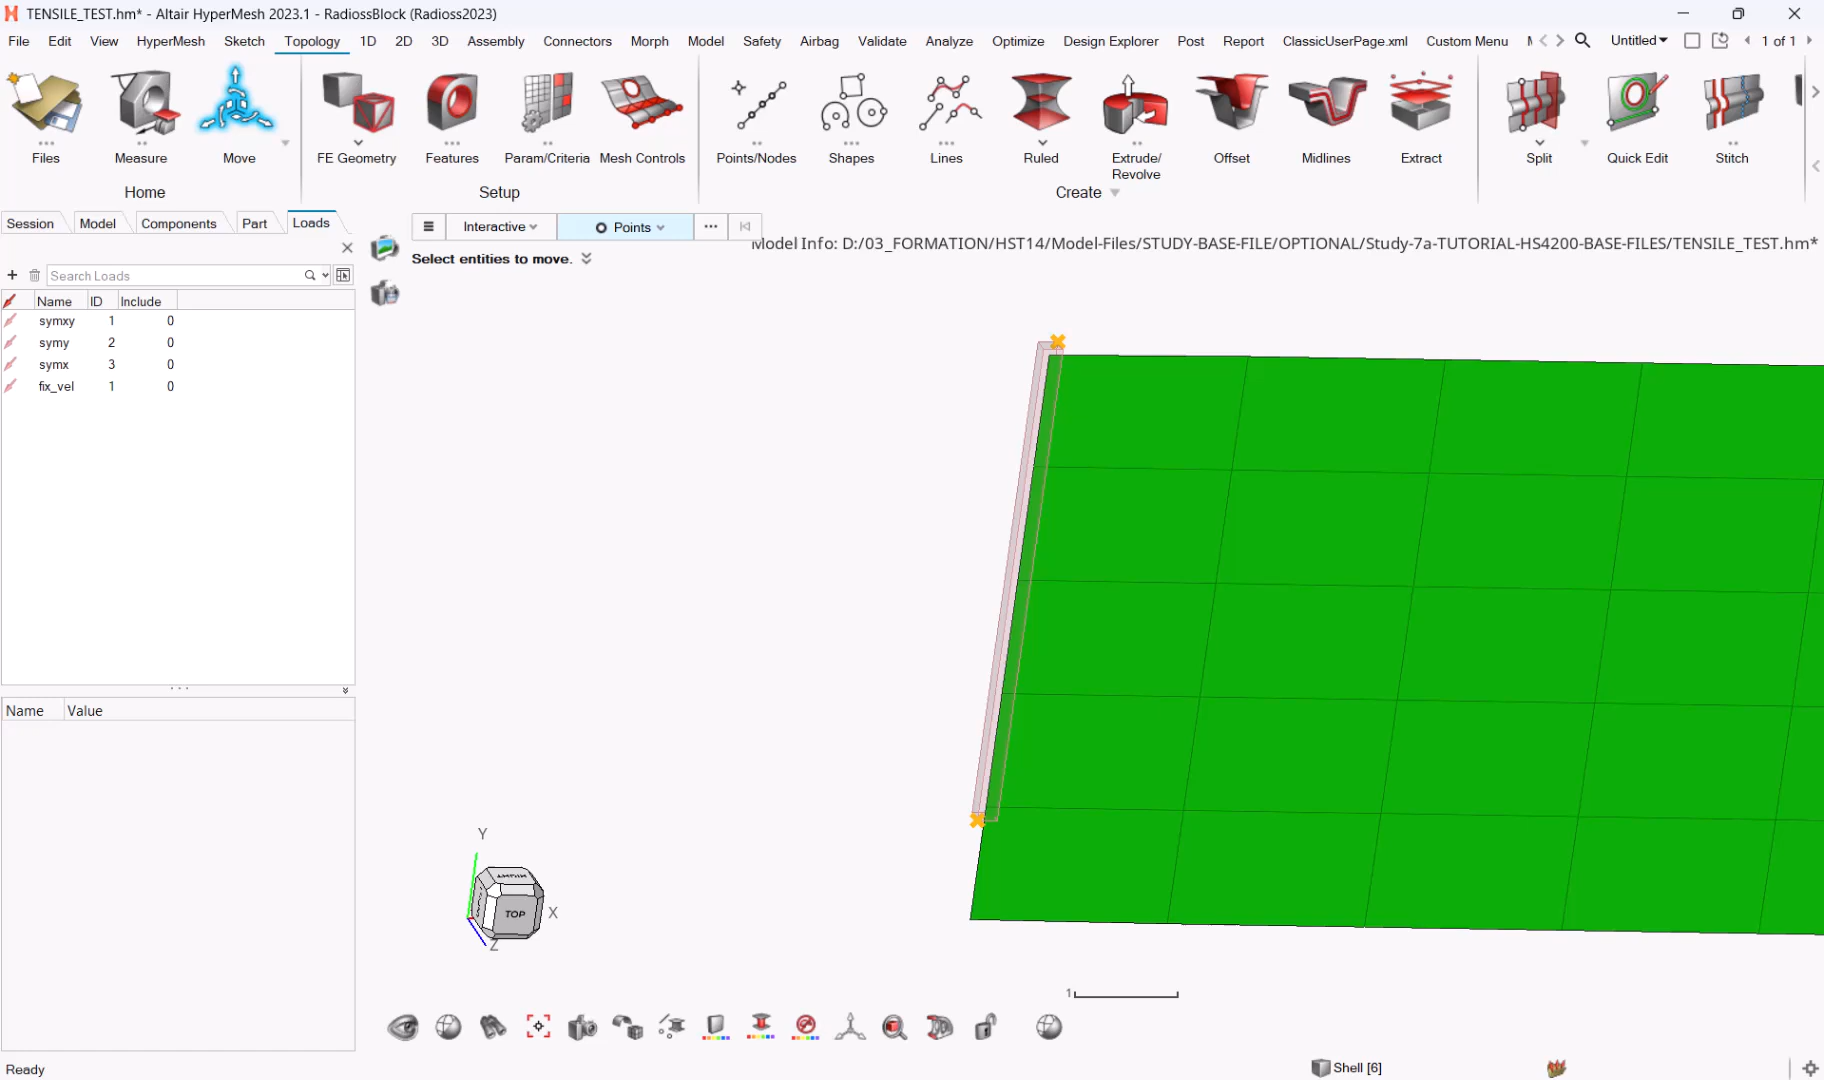 TENSILE_TEST.hm* - Altair HyperMesh 2023.1 - RadiossBlock (Radioss2023)
File Edit View HyperMesh Sketch Topology 1D 2D 3D Assembly Connectors Morph Model Safety Airbag Validate Analyze Optimize Design Explorer Post Report ClassicUserPage.xml Custom Menu Untitled 1 of 1
Files Measure Move FE Geometry Features Param/Criteria Mesh Controls Points/Nodes Shapes Lines Ruled Extrude/ Offset Midlines Extract Split Quick Edit Stitch
Revolve
Home Setup Create
Session Model Components Part Loads
Interactive Points
Model Info: D:/03_FORMATION/HST14/Model-Files/STUDY-BASE-FILE/OPTIONAL/Study-7a-TUTORIAL-HS4200-BASE-FILES/TENSILE_TEST.hm*
Select entities to move.
Search Loads
Name ID Include
symxy 1 0
symy 2 0
symx 3 0
fix_vel 1 0
Name Value
Y
TOP
X
Z
1
Ready
Shell [6]